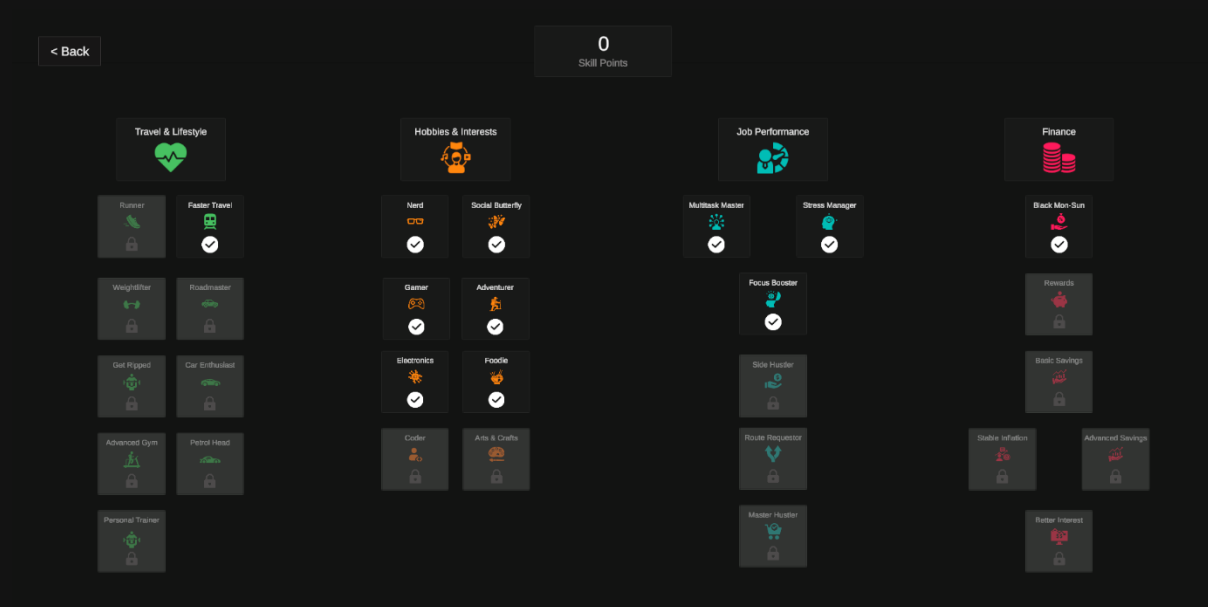 < Back
0
Skill Points
Travel & Lifestyle
Hobbies & Interests
Job Performance
Finance
Runner
Faster Travel
Nerd
Social Butterfly
Multitask Master
Stress Manager
Black Mon-Sun
Weightlifter
Roadmaster
Gamer
Adventurer
Focus Booster
Rewards
Get Ripped
Car Enthusiast
Electronics
Foodie
Side Hustler
Basic Savings
Advanced Gym
Petrol Head
Coder
Arts & Crafts
Route Requestor
Stable Inflation
Advanced Savings
Personal Trainer
Master Hustler
Better Interest